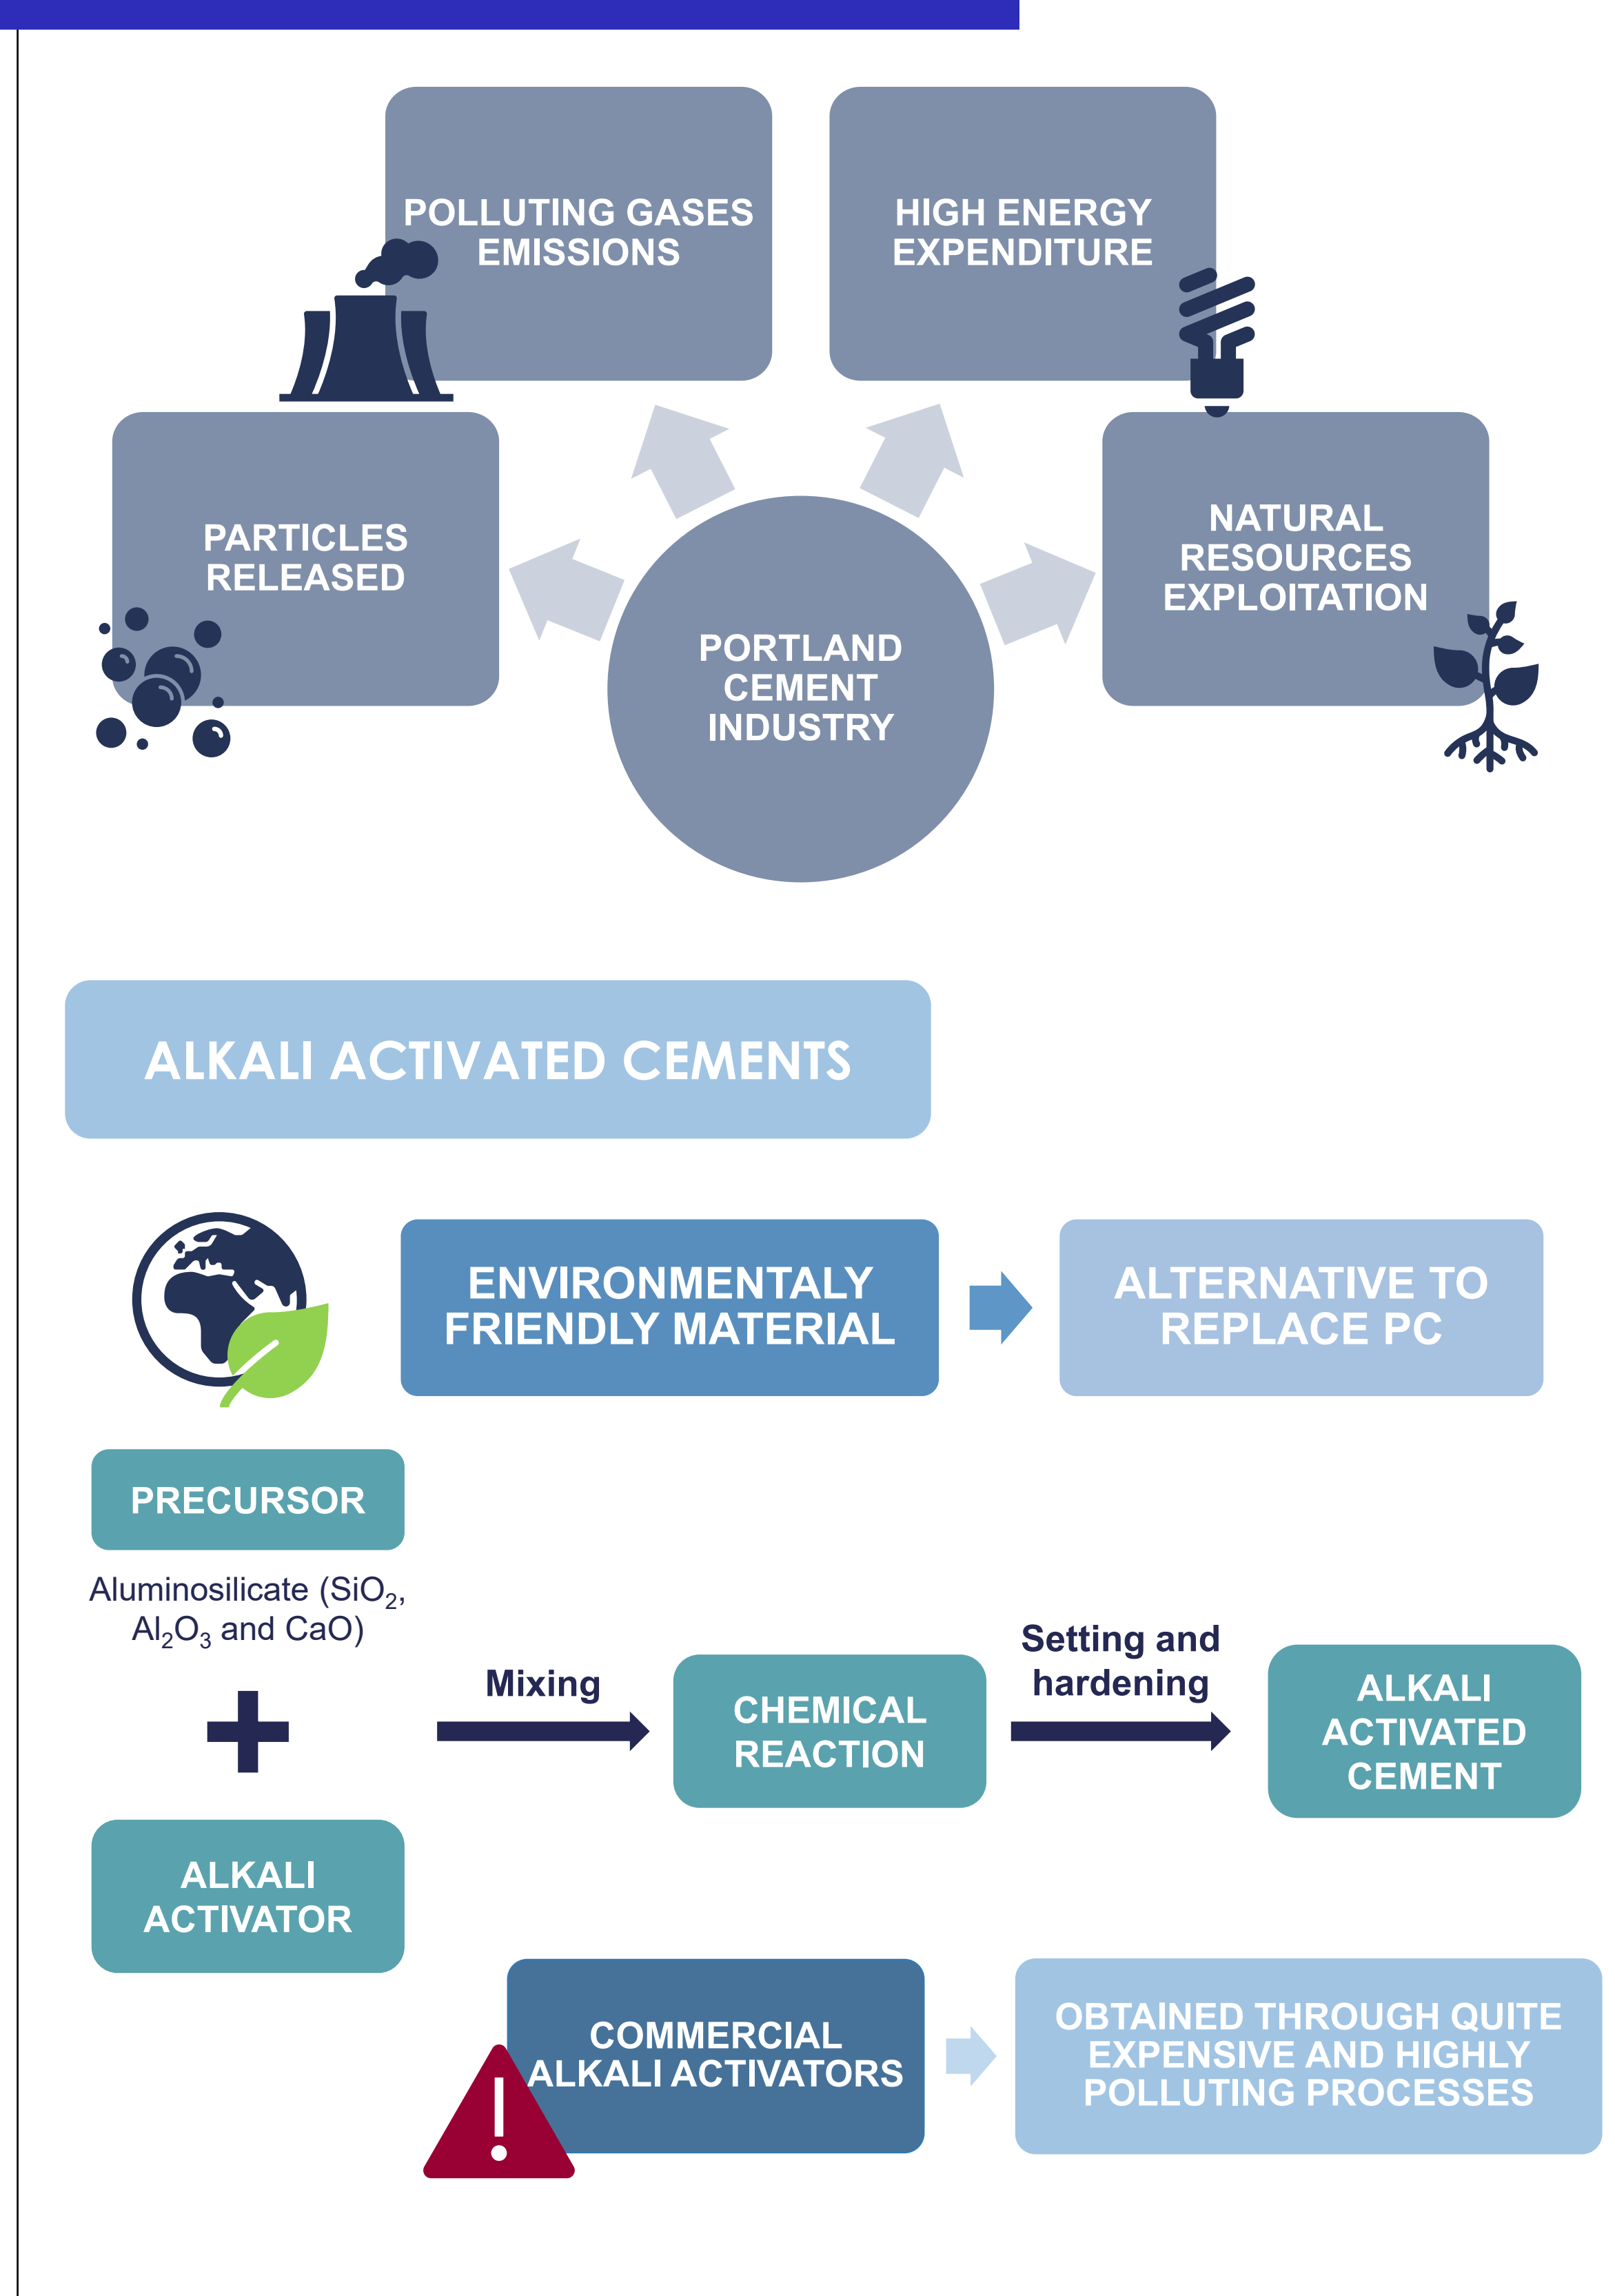 POLLUTING GASES
EMISSIONS
HIGH ENERGY
EXPENDITURE
PARTICLES
RELEASED
NATURAL
RESOURCES
EXPLOITATION
PORTLAND
CEMENT
INDUSTRY
ALKALI ACTIVATED CEMENTS
ENVIRONMENTALY
FRIENDLY MATERIAL
ALTERNATIVE TO
REPLACE PC
PRECURSOR
Aluminosilicate (SiO₂,
Al₂O₃ and CaO)
Mixing
CHEMICAL
REACTION
Setting and
hardening
ALKALI
ACTIVATED
CEMENT
ALKALI
ACTIVATOR
COMMERCIAL
ALKALI ACTIVATORS
OBTAINED THROUGH QUITE
EXPENSIVE AND HIGHLY
POLLUTING PROCESSES